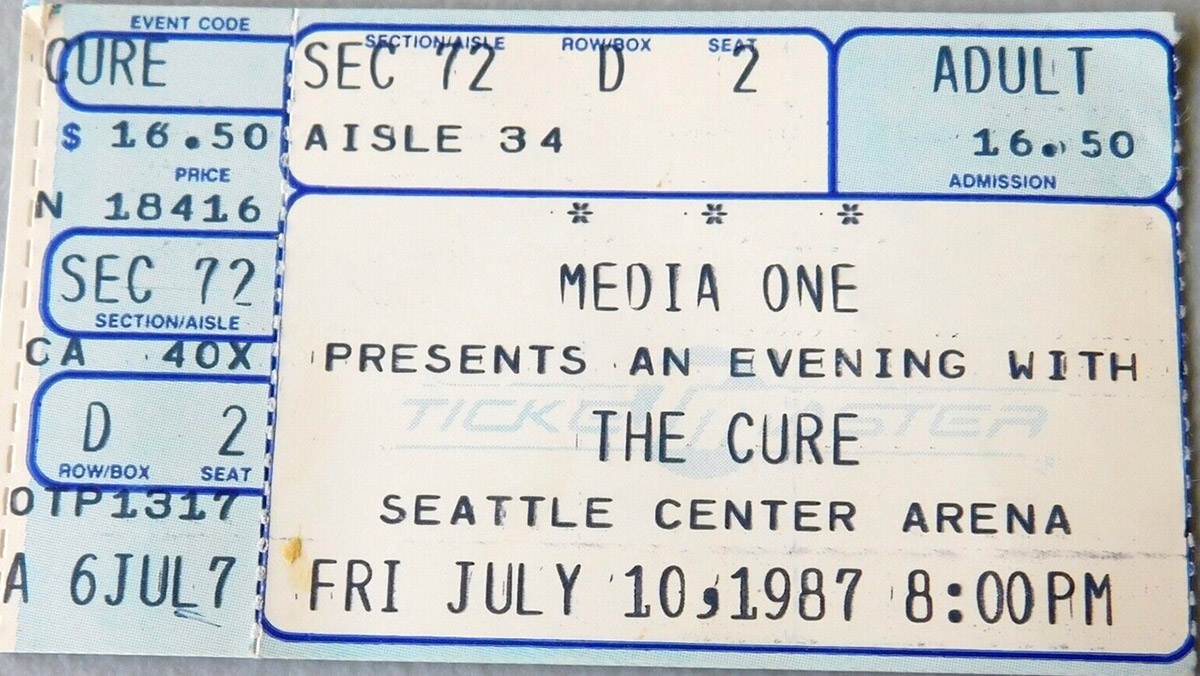 EVENT CODE
CURE
$ 16.50
PRICE
N 18416
SEC 72
SECTION/AISLE
CA 40X
D 2
ROW/BOX SEAT
OTP1317
A 6JUL7
SECTION/AISLE ROW/BOX SEAT
SEC 72 D 2
AISLE 34
ADULT
16.50
ADMISSION
* * *
MEDIA ONE
PRESENTS AN EVENING WITH
TICKETMASTER
THE CURE
SEATTLE CENTER ARENA
FRI JULY 10,1987 8:00PM